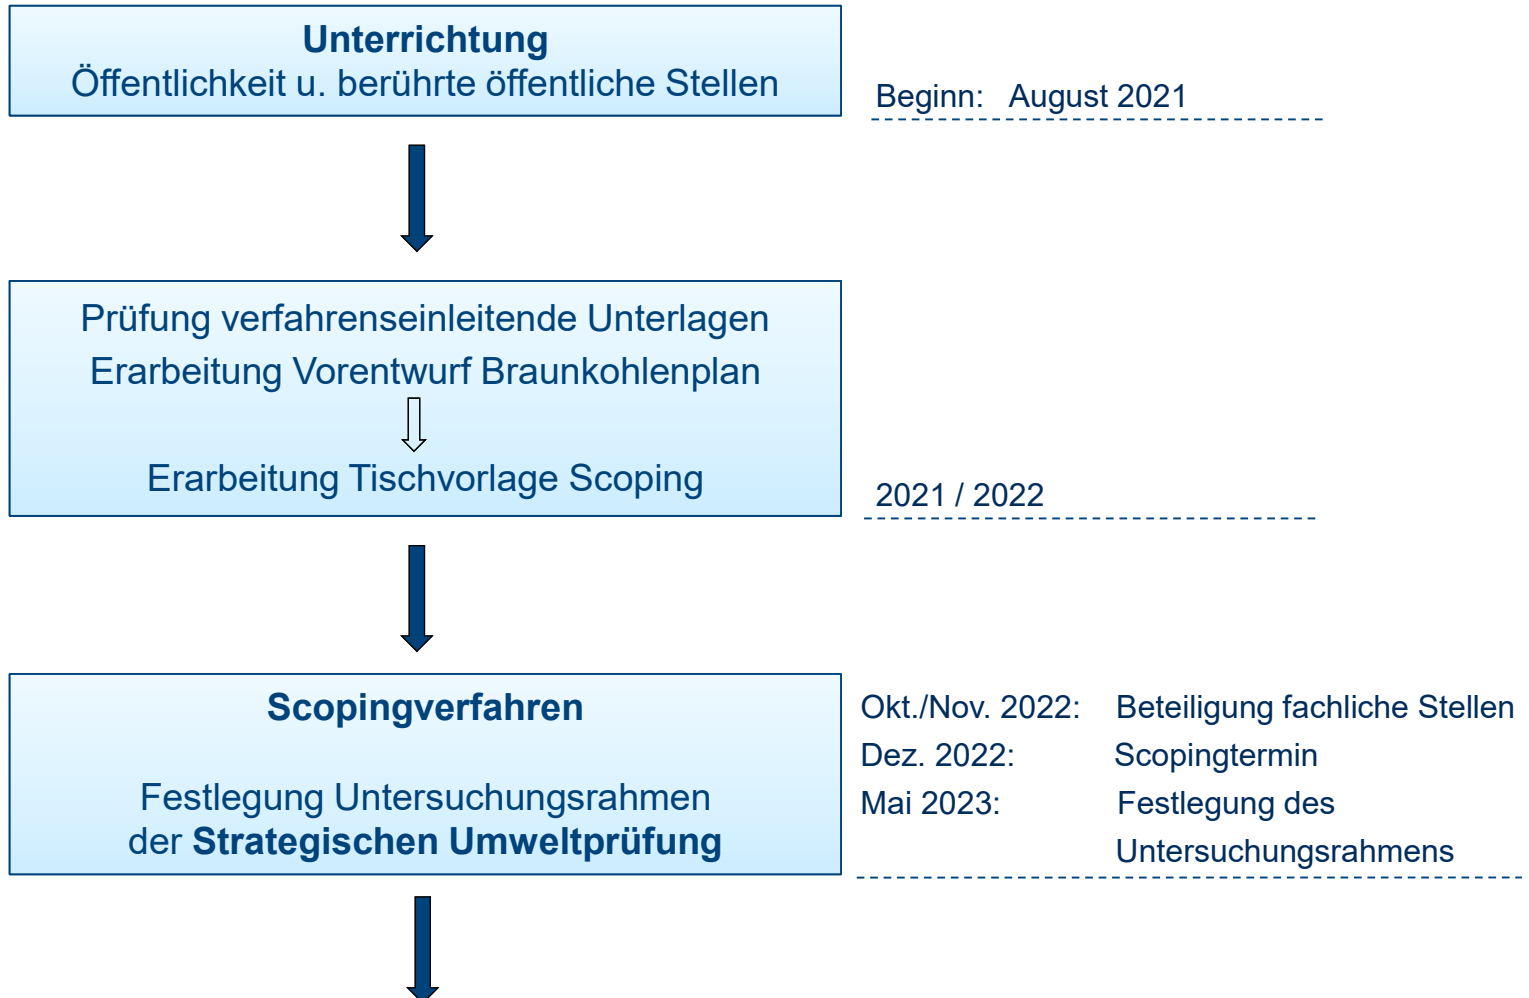 Unterrichtung
Öffentlichkeit u. berührte öffentliche Stellen
Beginn: August 2021
Prüfung verfahrenseinleitende Unterlagen
Erarbeitung Vorentwurf Braunkohlenplan
Erarbeitung Tischvorlage Scoping
2021 / 2022
Scopingverfahren
Festlegung Untersuchungsrahmen
der Strategischen Umweltprüfung
Okt./Nov. 2022: Beteiligung fachliche Stellen
Dez. 2022: Scopingtermin
Mai 2023: Festlegung des
Untersuchungsrahmens